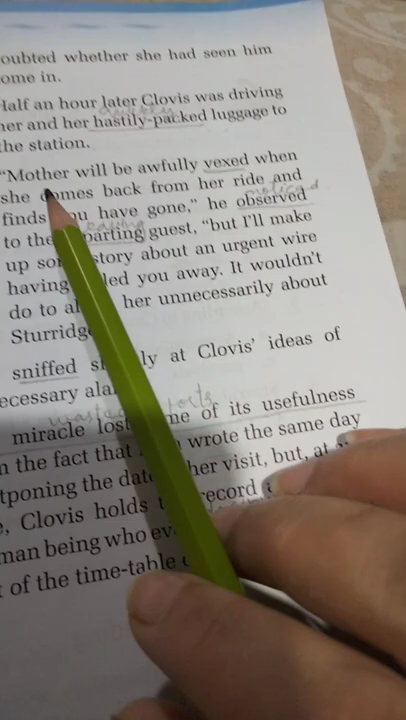 oubted whether she had seen him
ome in.
Half an hour later Clovis was driving
quickly
her and her hastily-packed luggage to
the station.
"Mother will be awfully vexed when
she comes back from her ride and
noticed
finds you have gone," he observed
to the parting guest, "but I'll make
up some story about an urgent wire
having led you away. It wouldn't
do to al her unnecessarily about
Sturridge
sniffed s ly at Clovis' ideas of
ecessary ala
miracle lost me of its usefulness
n the fact that wrote the same day
tponing the date her visit, but, at
e, Clovis holds t record
man being who ev
of the time-table